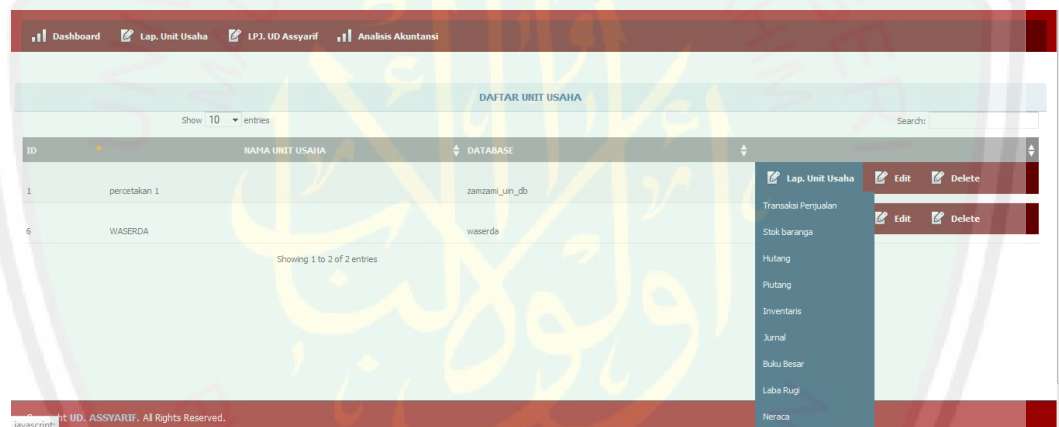 Dashboard Lap. Unit Usaha LPJ. UD Assyarif Analisis Akuntansi
DAFTAR UNIT USAHA
Show 10 entries Search:
ID NAMA UNIT USAHA DATABASE
1 percetakan 1 zamzami_uin_db Lap. Unit Usaha Edit Delete
Transaksi Penjualan
6 WASERDA waserda Edit Delete
Stok baranga
Showing 1 to 2 of 2 entries
Hutang
Piutang
Inventaris
Jurnal
Buku Besar
Laba Rugi
Neraca
ht UD. ASSYARIF. All Rights Reserved.
javascript: